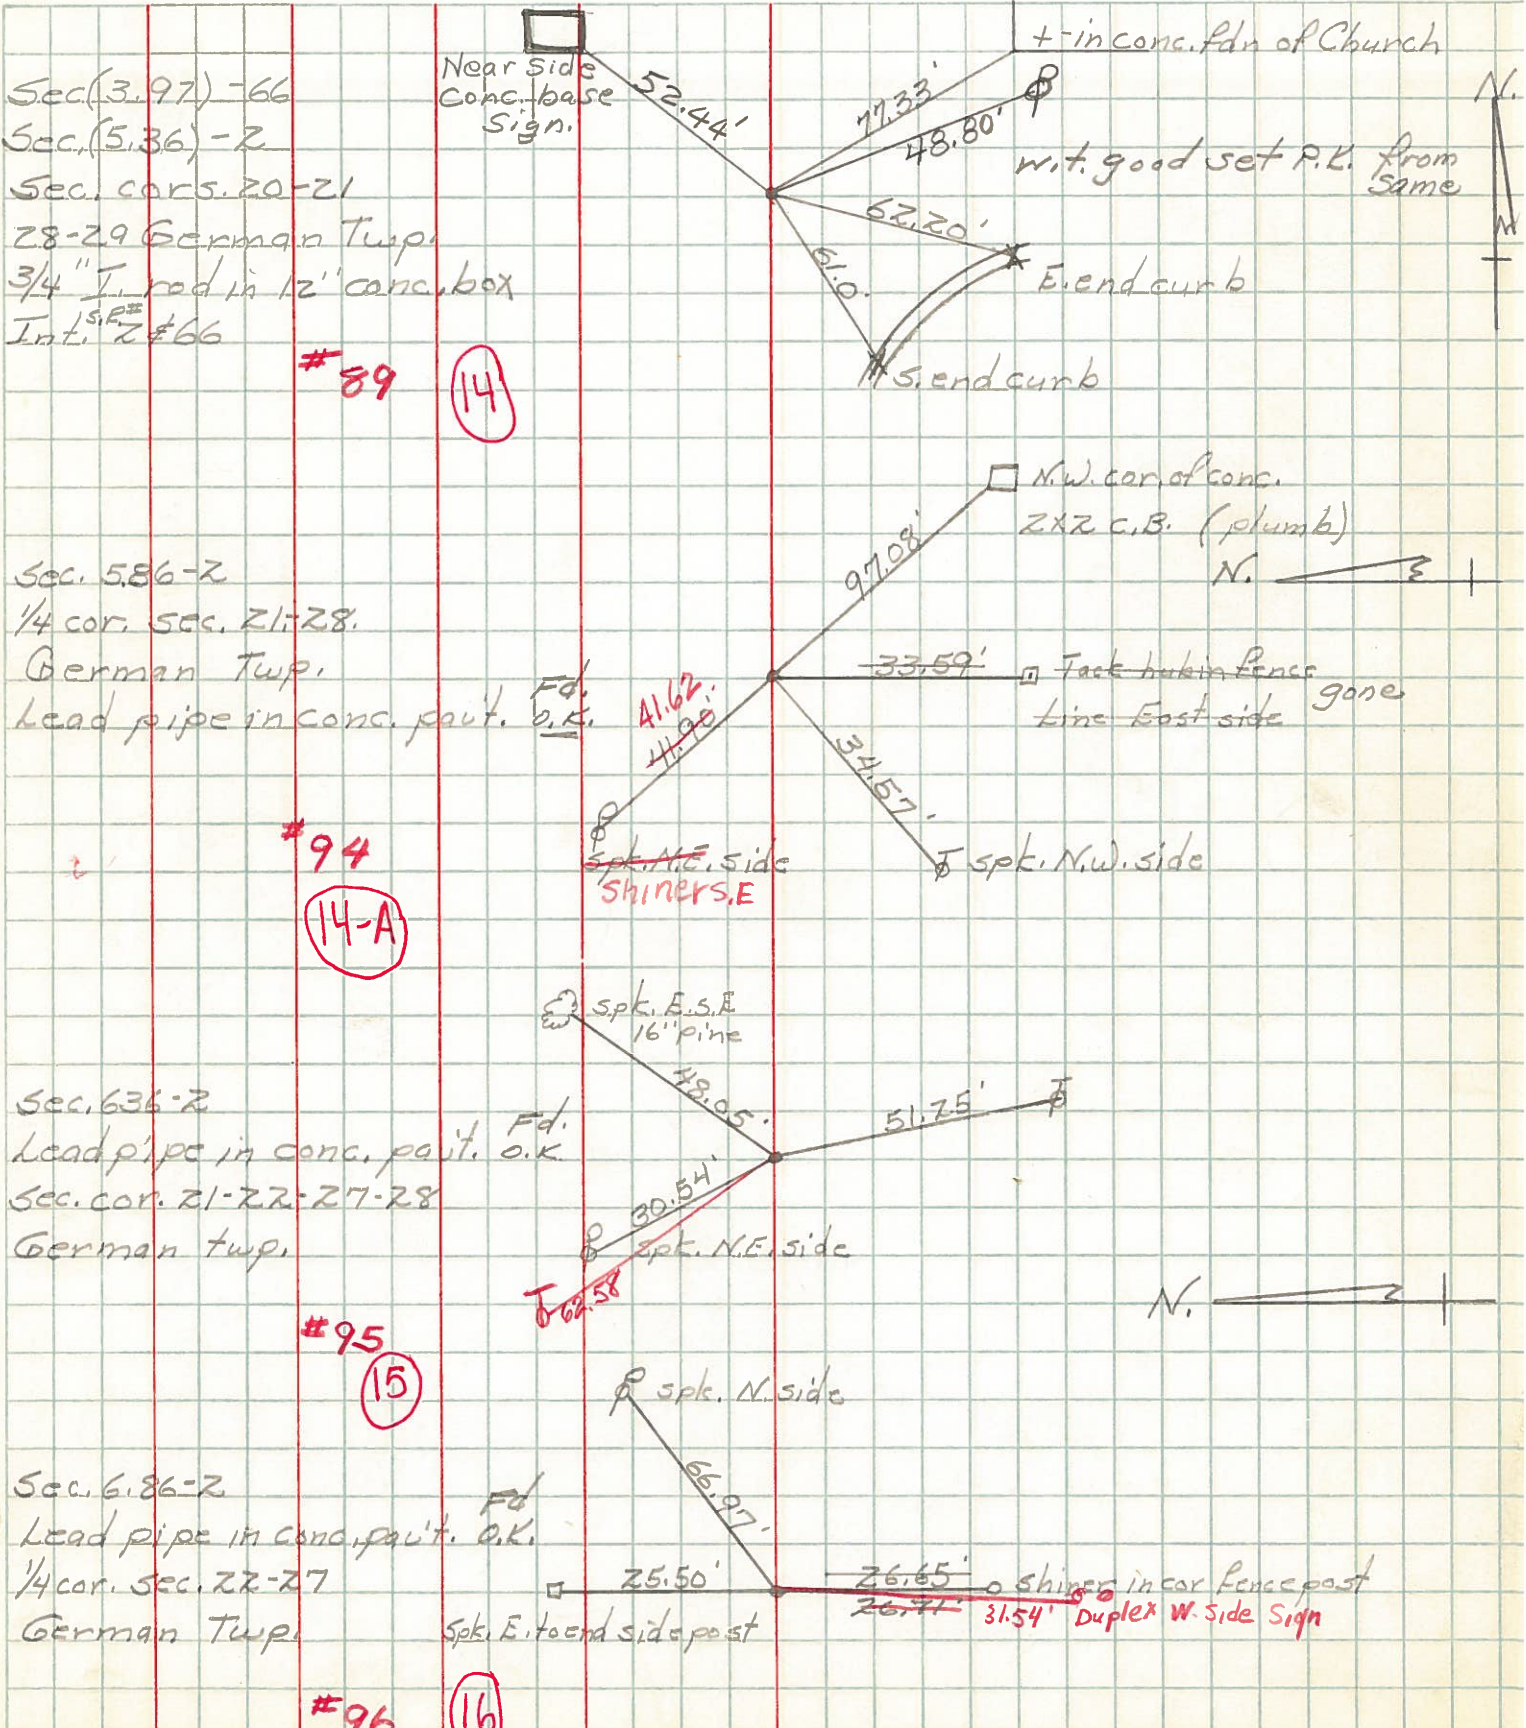 Near side
Conc. base
Sign.
52.44'
+ in conc. fdn of Church
77.33'
48.80'
w.t. good set P.K. from
same
N.
62.20'
61.0.
E. end curb
S. end curb
Sec.(3.97)-66
Sec.(5.36)-2
Sec. cors. 20-21
28-29 German Twp.
3/4" I. rod in 12" conc. box
Int. S.R.# 2 & 66
#89
14
N.W. cor. of conc.
2x2 C.B. (plumb)
97.08'
N.
Sec. 5.86-2
1/4 cor. sec. 21-28.
German Twp.
Lead pipe in conc. pav't.
Fd.
O.K.
33.59'
Tack hub in fence
Line East side
gone
41.62'
41.90'
34.57'
spk. N.E. side
Shiner S.E
spk. N.W. side
#94
14-A
spk. E.S.E
16" pine
48.05'
51.25'
Sec. 636-2
Lead pipe in conc. pav't.
Fd.
O.K
Sec. cor. 21-22-27-28
German twp.
30.54'
spk. N.E. side
62.58
N.
#95
15
spk. N. side
66.97'
Sec. 6.86-2
Lead pipe in conc. pav't.
Fd
O.K.
1/4 cor. sec. 22-27
German Twp.
25.50'
Spk. E. to end side post
26.65'
26.71'
shiner in cor fence post
31.54' Duplex W. Side Sign
#96
16